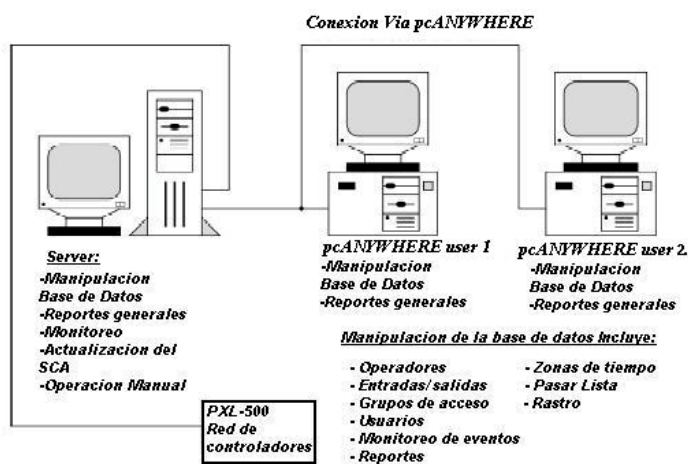 Conexion Via pcANYWHERE
Server:
-Manipulacion
Base de Datos
-Reportes generales
-Monitoreo
-Actualizacion del
SCA
-Operacion Manual
pcANYWHERE user 1
-Manipulacion
Base de Datos
-Reportes generales
pcANYWHERE user 2
-Manipulacion
Base de Datos
-Reportes generales
Manipulacion de la base de datos Incluye:
- Operadores
- Entradas/salidas
- Grupos de acceso
- Usuarios
- Monitoreo de eventos
- Reportes
- Zonas de tiempo
- Pasar Lista
- Rastro
PXL-500
Red de
controladores